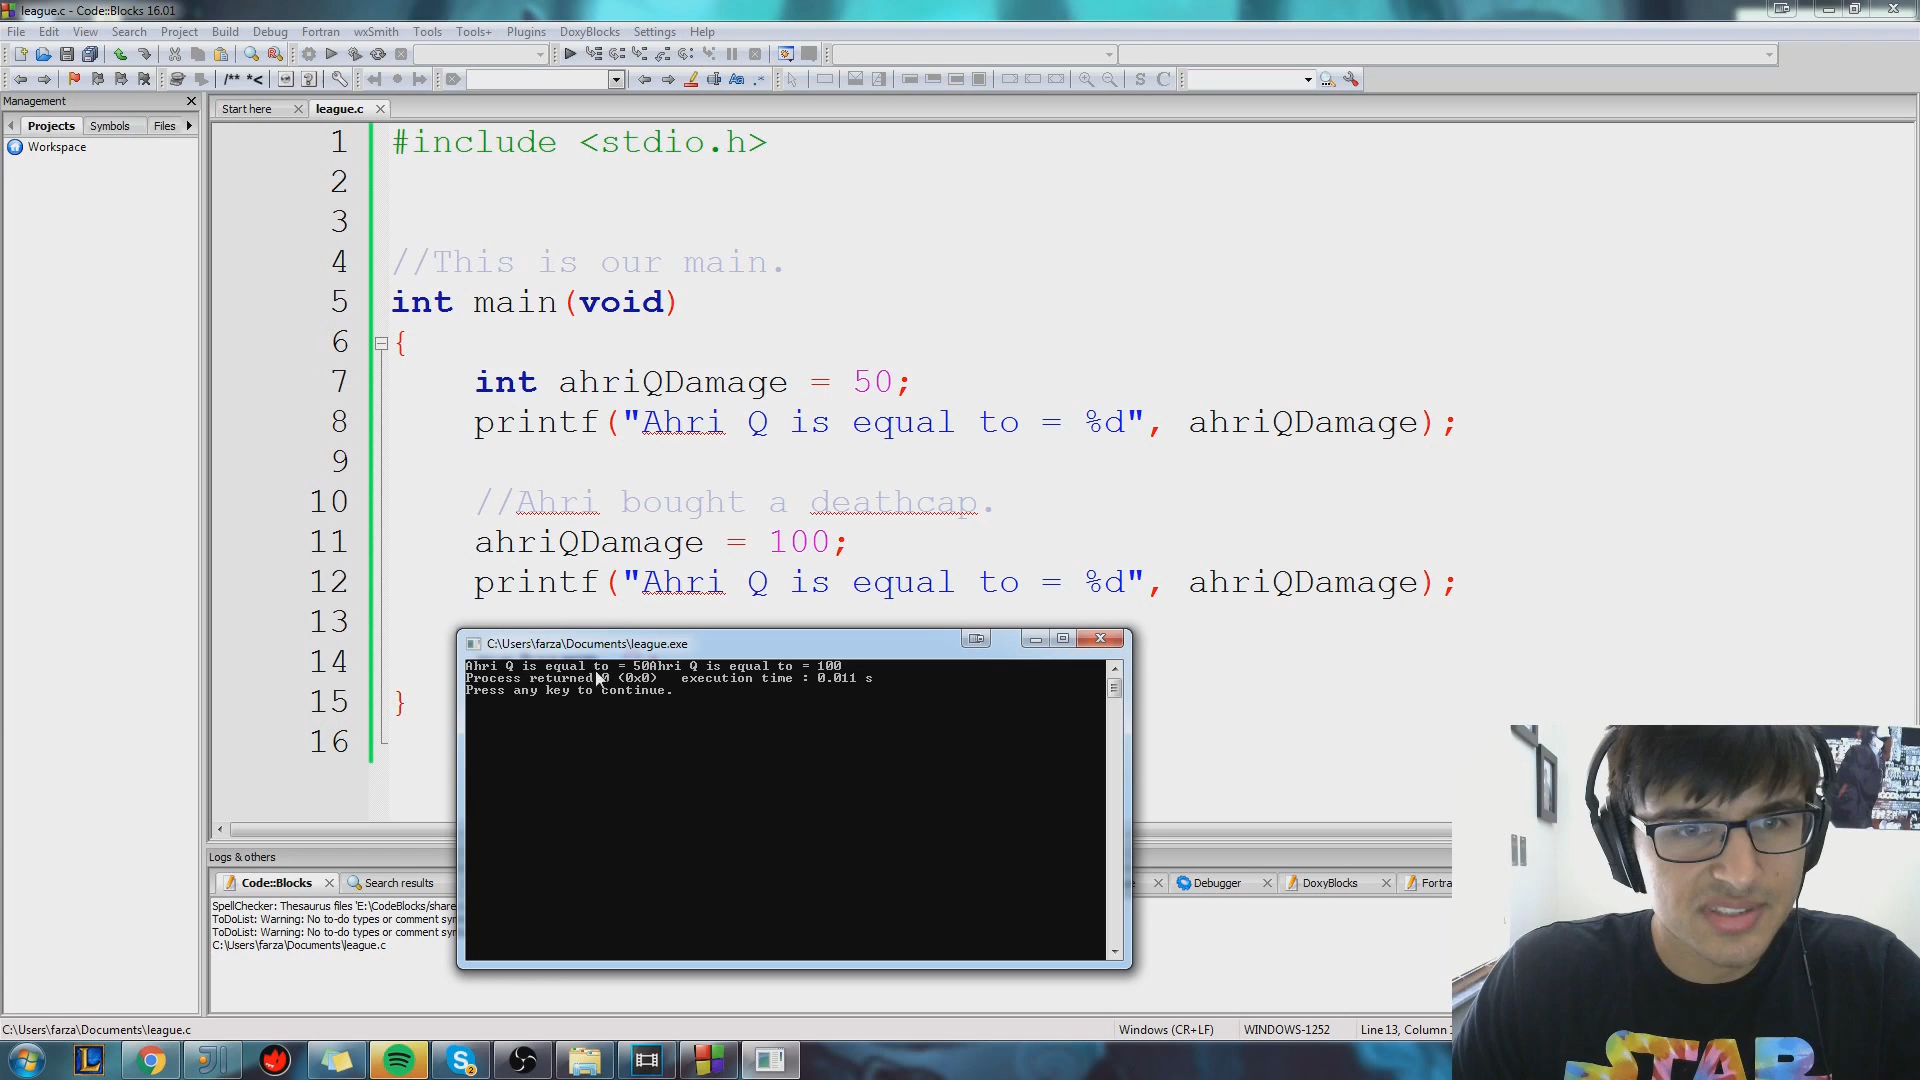 league.c - Code::Blocks 16.01
File Edit View Search Project Build Debug Fortran wxSmith Tools Tools+ Plugins DoxyBlocks Settings Help
/** *<
Aa .*
S C
Management
Projects Symbols Files
Workspace
Start here league.c
1 #include <stdio.h>
2
3
4 //This is our main.
5 int main(void)
6 {
7 int ahriQDamage = 50;
8 printf("Ahri Q is equal to = %d", ahriQDamage);
9
10 //Ahri bought a deathcap.
11 ahriQDamage = 100;
12 printf("Ahri Q is equal to = %d", ahriQDamage);
13
14
15 }
16
C:\Users\farza\Documents\league.exe
Ahri Q is equal to = 50Ahri Q is equal to = 100
Process returned 0 (0x0) execution time : 0.011 s
Press any key to continue.
Logs & others
Code::Blocks Search results Debugger DoxyBlocks Fortra
SpellChecker: Thesaurus files 'E:\CodeBlocks/share
ToDoList: Warning: No to-do types or comment syn
ToDoList: Warning: No to-do types or comment syn
C:\Users\farza\Documents\league.c
C:\Users\farza\Documents\league.c Windows (CR+LF) WINDOWS-1252 Line 13, Column
STAR
L S 2